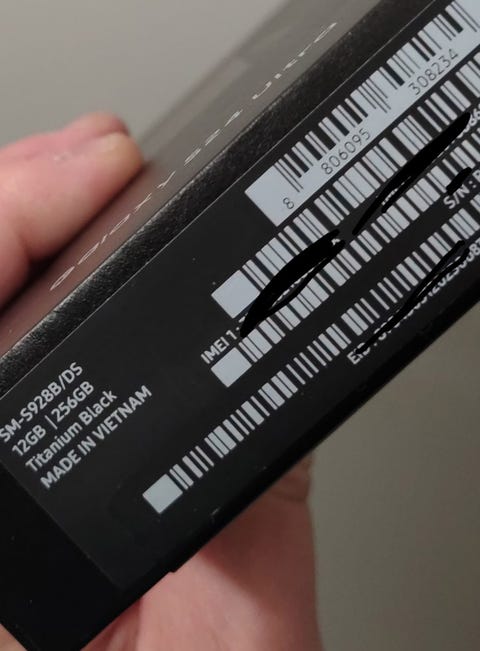 Galaxy S24 Ultra
8 806095 308234
IMEI 1
S/N :
SM-S928B/DS
12GB | 256GB
Titanium Black
MADE IN VIETNAM